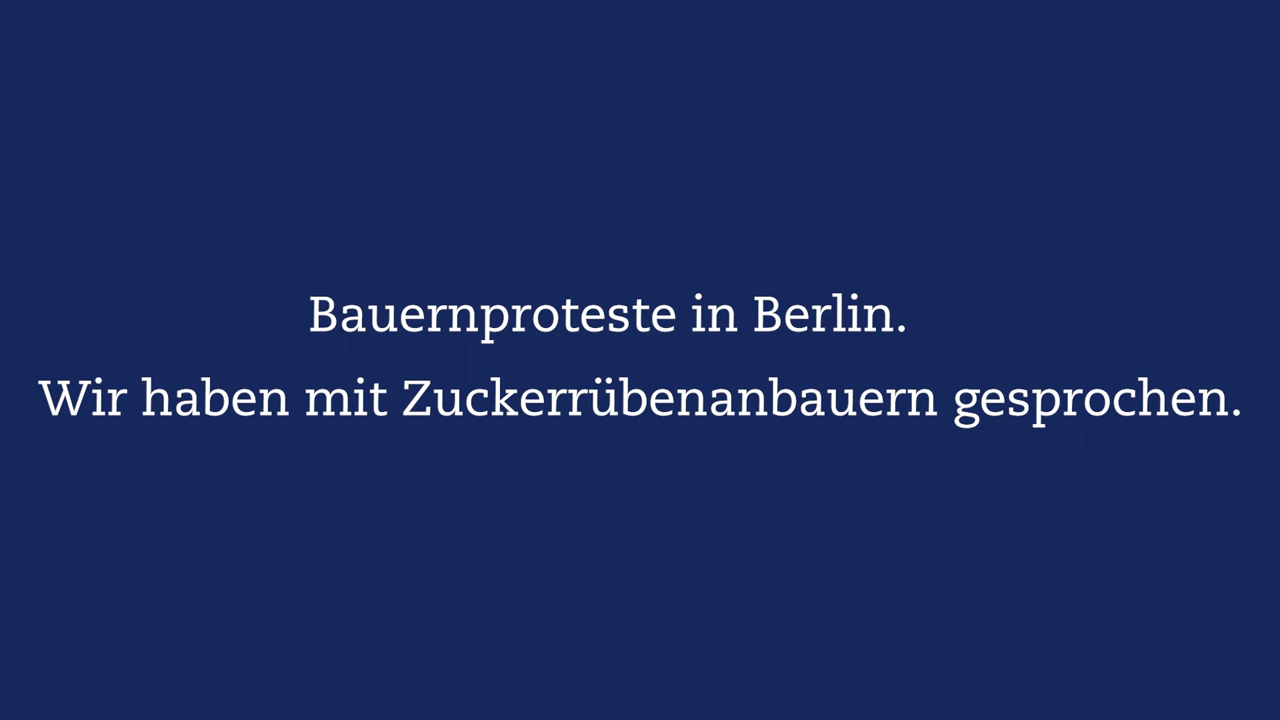 Bauernproteste in Berlin.
Wir haben mit Zuckerrübenanbauern gesprochen.